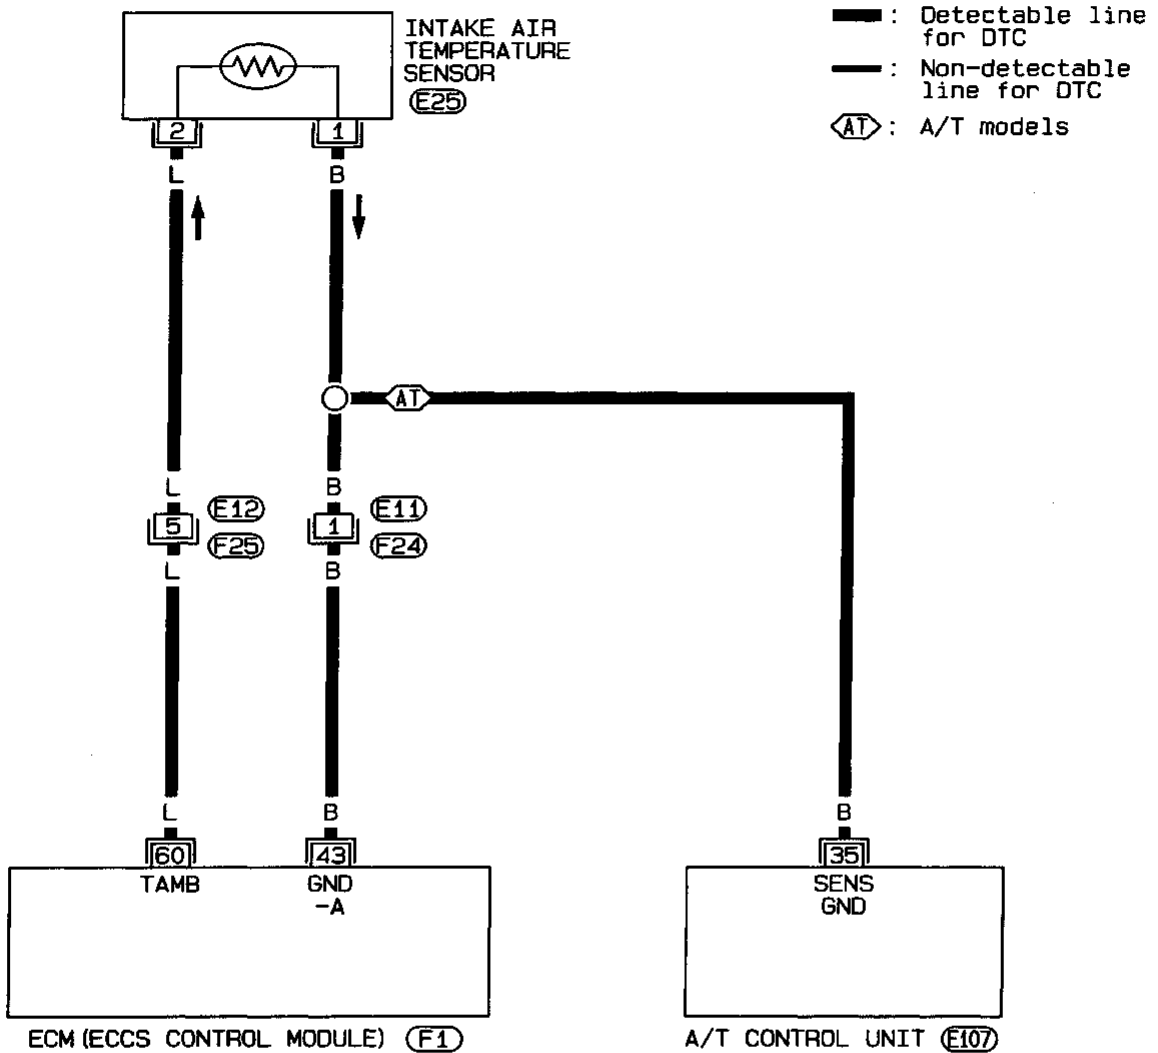 INTAKE AIR
TEMPERATURE
SENSOR
E25
: Detectable line
for DTC
: Non-detectable
line for DTC
AT : A/T models
2
1
L
B
AT
L
B
5
E12
F25
1
E11
F24
L
B
L
B
B
60
43
35
TAMB
GND
-A
SENS
GND
ECM (ECCS CONTROL MODULE) F1
A/T CONTROL UNIT E107